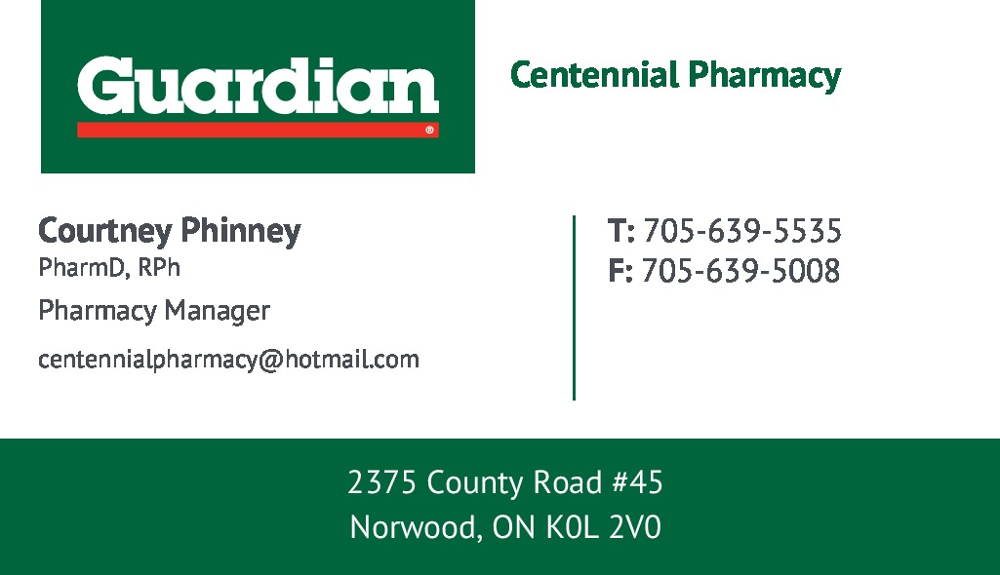 Guardian
®
Centennial Pharmacy
Courtney Phinney
PharmD, RPh
Pharmacy Manager
centennialpharmacy@hotmail.com
T: 705-639-5535
F: 705-639-5008
2375 County Road #45
Norwood, ON K0L 2V0